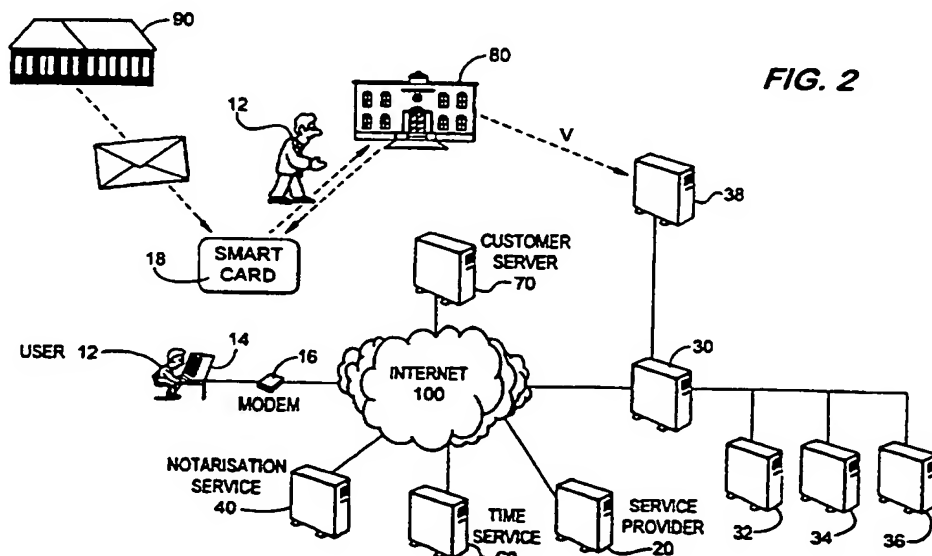 90
80
FIG. 2
12
V
38
SMART
CARD
18
CUSTOMER
SERVER
70
14
16
30
USER 12
MODEM
INTERNET
100
NOTARISATION
SERVICE
40
TIME
SERVICE
SERVICE
PROVIDER
20
32
34
36